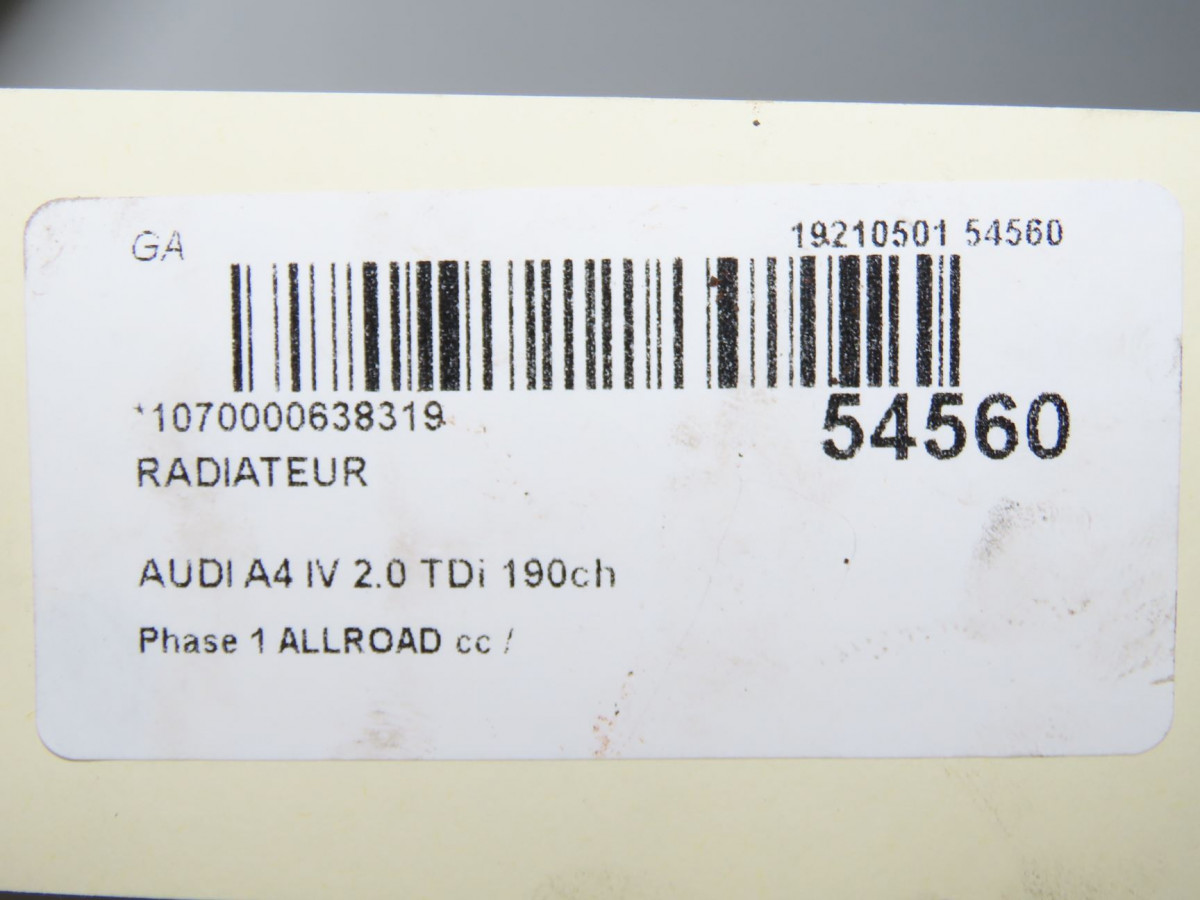 GA
19210501 54560
*1070000638319
54560
RADIATEUR
AUDI A4 IV 2.0 TDi 190ch
Phase 1 ALLROAD cc /